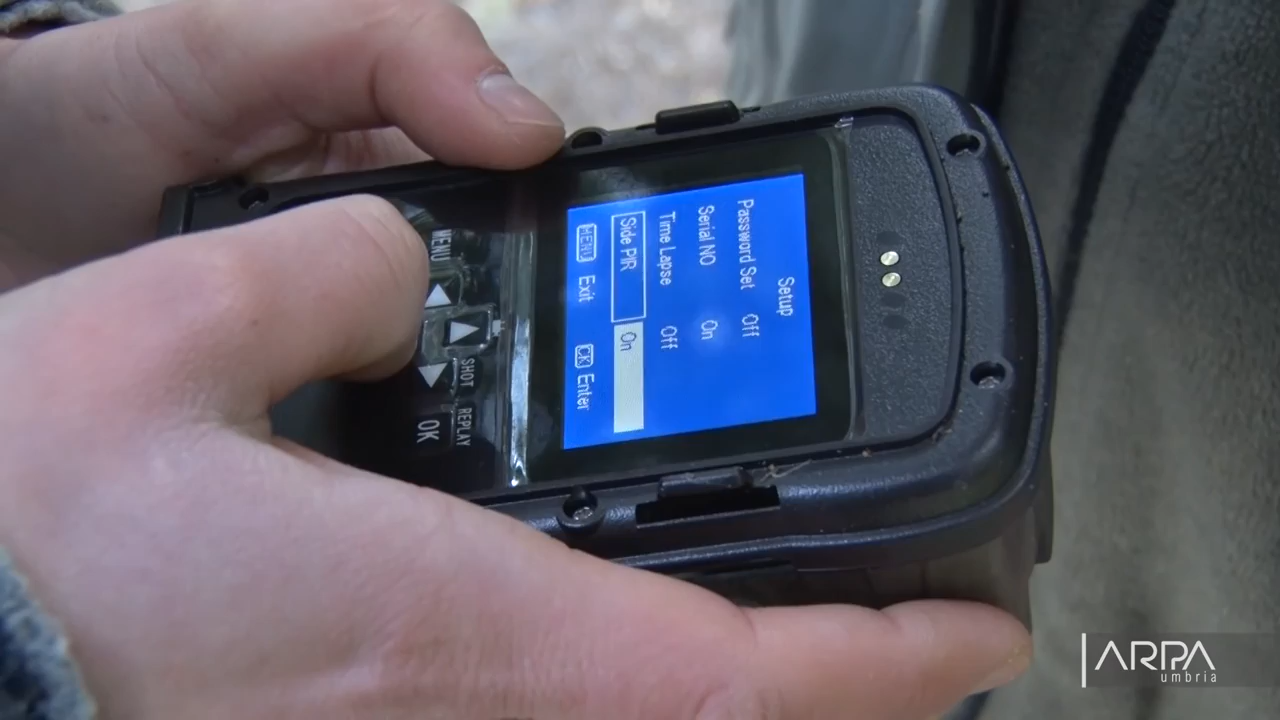 Setup
Password Set Off
Serial NO On
Time Lapse Off
Side PIR On
MENU Exit OK Enter
MENU
SHOT
REPLAY
OK
ARPA
umbria